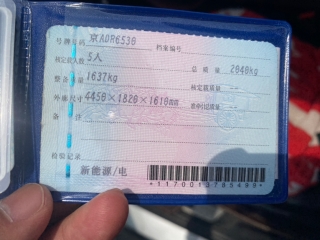 号牌号码 京ADR6530 档案编号
核定载人数 5人 总质量 2040kg
整备质量 1637kg 核定载质量 --
外廓尺寸 4450×1820×1610mm 准牵引总质量 --
备注
检验记录
新能源/电